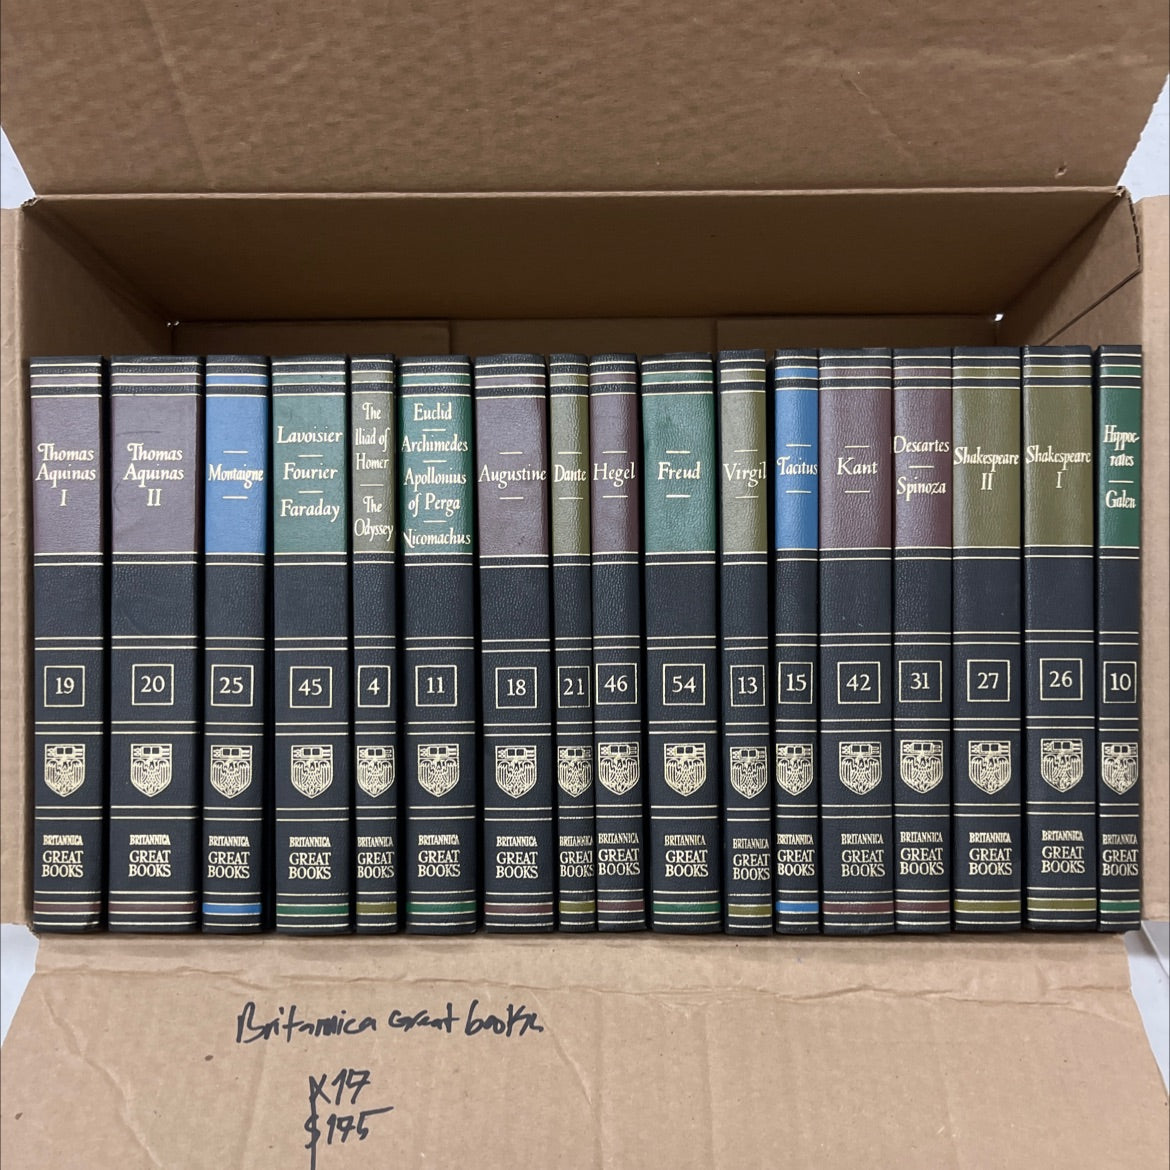 Thomas
Aquinas
I
19
BRITANNICA
GREAT
BOOKS
Thomas
Aquinas
II
20
BRITANNICA
GREAT
BOOKS
Montaigne
25
BRITANNICA
GREAT
BOOKS
Lavoisier
Fourier
Faraday
45
BRITANNICA
GREAT
BOOKS
The
Iliad of
Homer
The
Odyssey
4
BRITANNICA
GREAT
BOOKS
Euclid
Archimedes
Apollonius
of Perga
Nicomachus
11
BRITANNICA
GREAT
BOOKS
Augustine
18
BRITANNICA
GREAT
BOOKS
Dante
21
BRITANNICA
GREAT
BOOKS
Hegel
46
BRITANNICA
GREAT
BOOKS
Freud
54
BRITANNICA
GREAT
BOOKS
Virgil
13
BRITANNICA
GREAT
BOOKS
Tacitus
15
BRITANNICA
GREAT
BOOKS
Kant
42
BRITANNICA
GREAT
BOOKS
Descartes
Spinoza
31
BRITANNICA
GREAT
BOOKS
Shakespeare
II
27
BRITANNICA
GREAT
BOOKS
Shakespeare
I
26
BRITANNICA
GREAT
BOOKS
Hippoc-
rates
Galen
10
BRITANNICA
GREAT
BOOKS
Britannica Great books
x17
$175